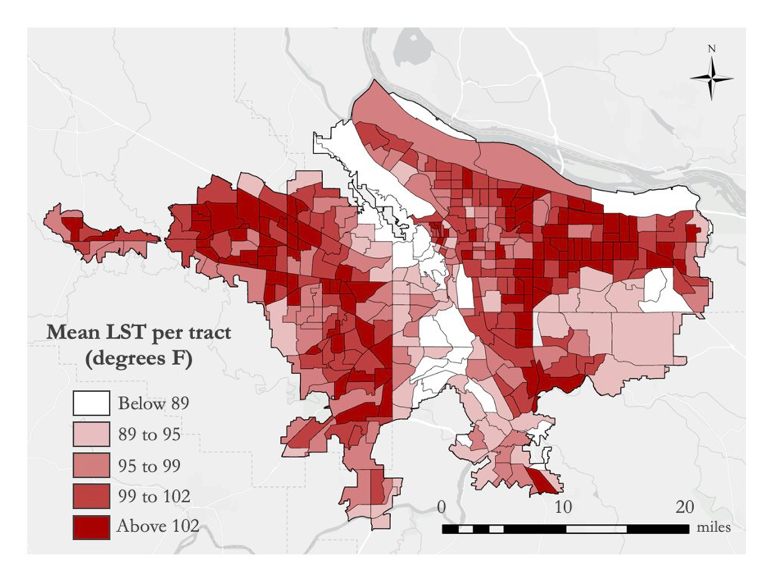 N
Mean LST per tract
(degrees F)
Below 89
89 to 95
95 to 99
99 to 102
Above 102
0 10 20
miles